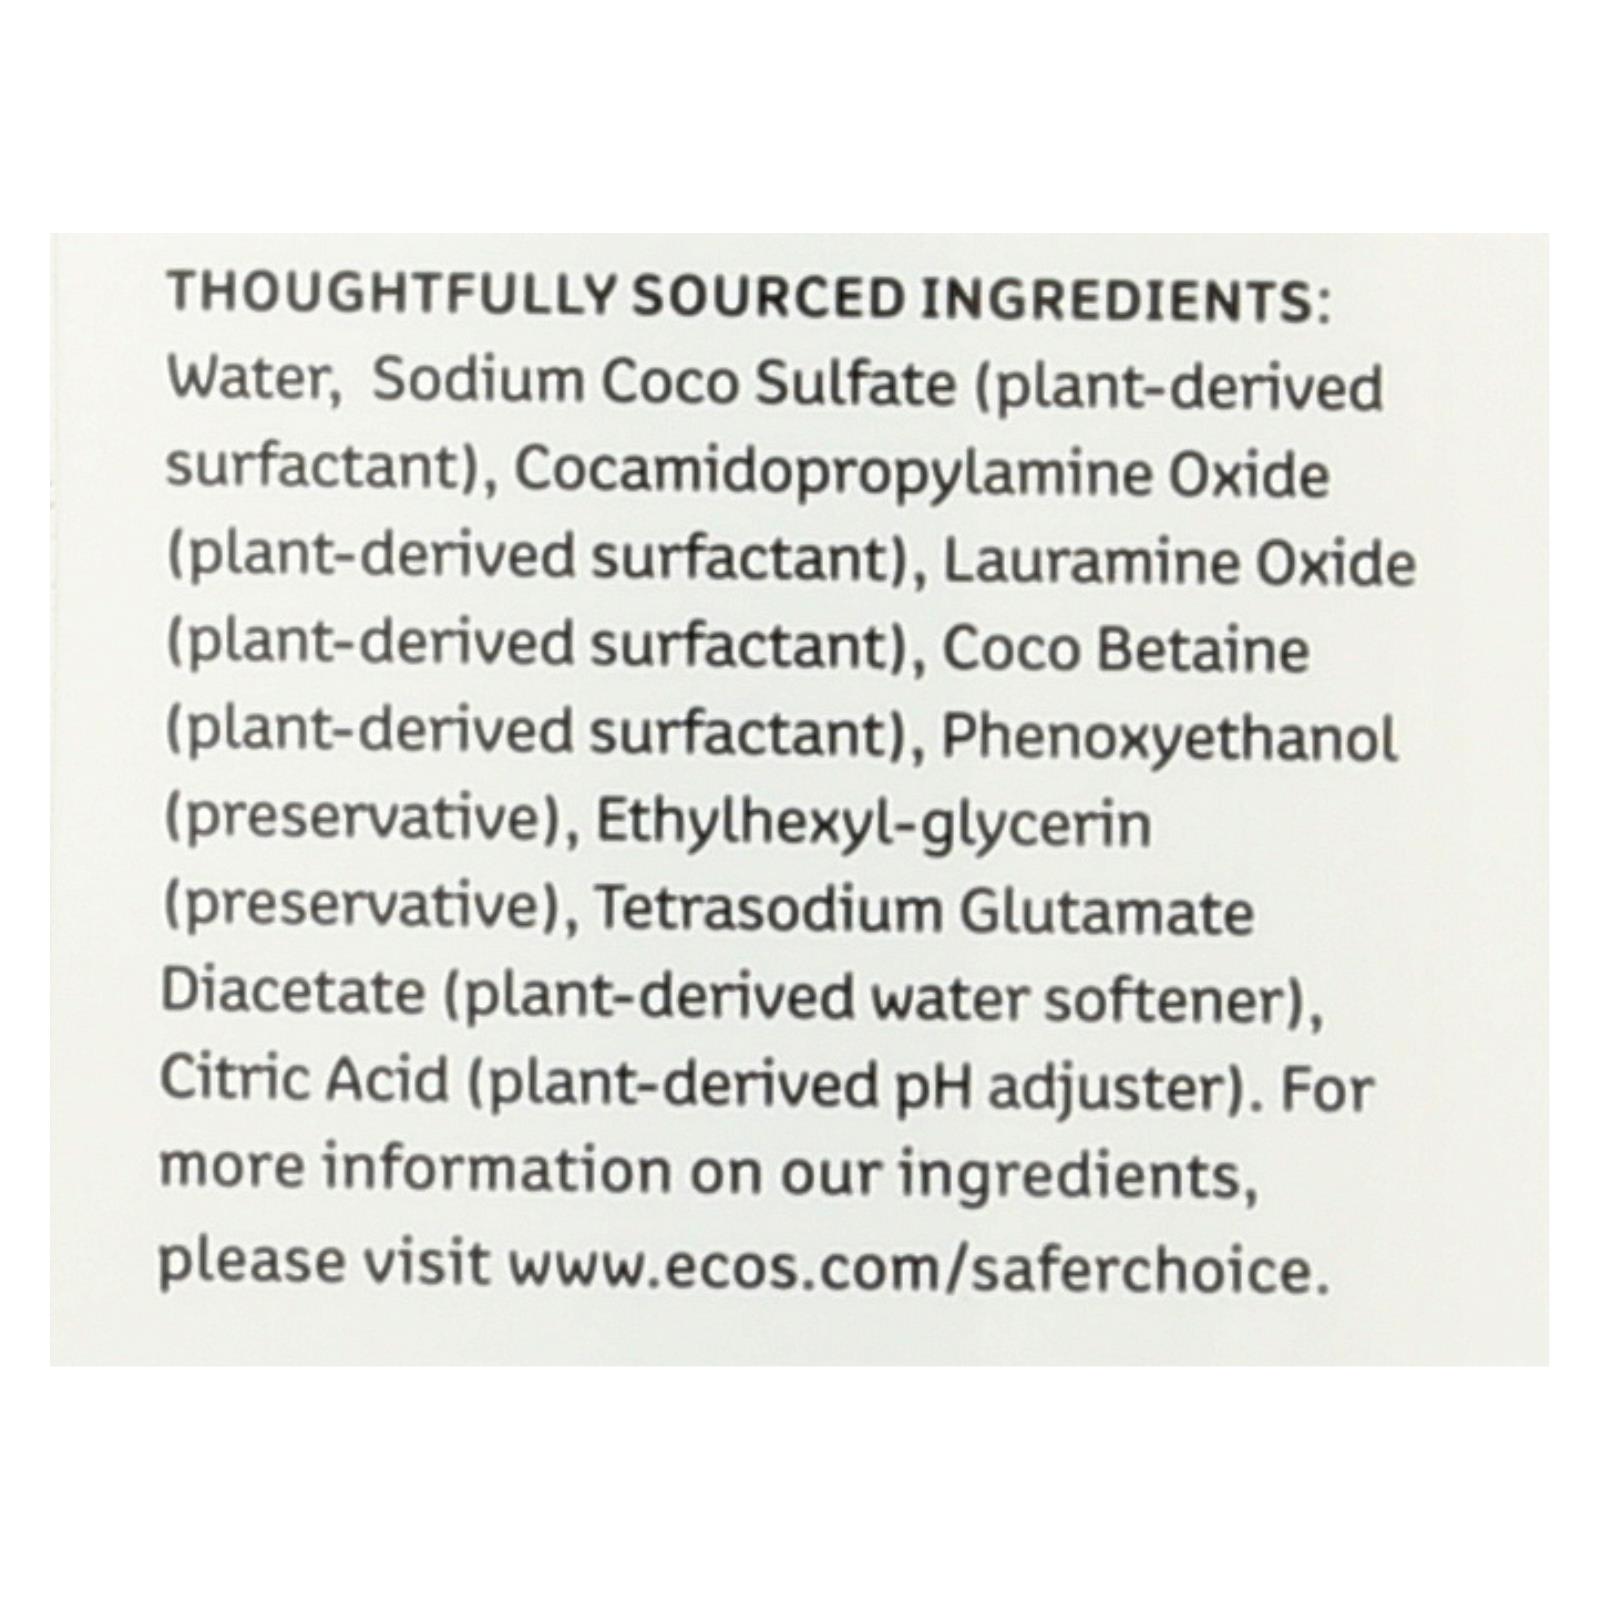 THOUGHTFULLY SOURCED INGREDIENTS:
Water, Sodium Coco Sulfate (plant-derived
surfactant), Cocamidopropylamine Oxide
(plant-derived surfactant), Lauramine Oxide
(plant-derived surfactant), Coco Betaine
(plant-derived surfactant), Phenoxyethanol
(preservative), Ethylhexyl-glycerin
(preservative), Tetrasodium Glutamate
Diacetate (plant-derived water softener),
Citric Acid (plant-derived pH adjuster). For
more information on our ingredients,
please visit www.ecos.com/saferchoice.